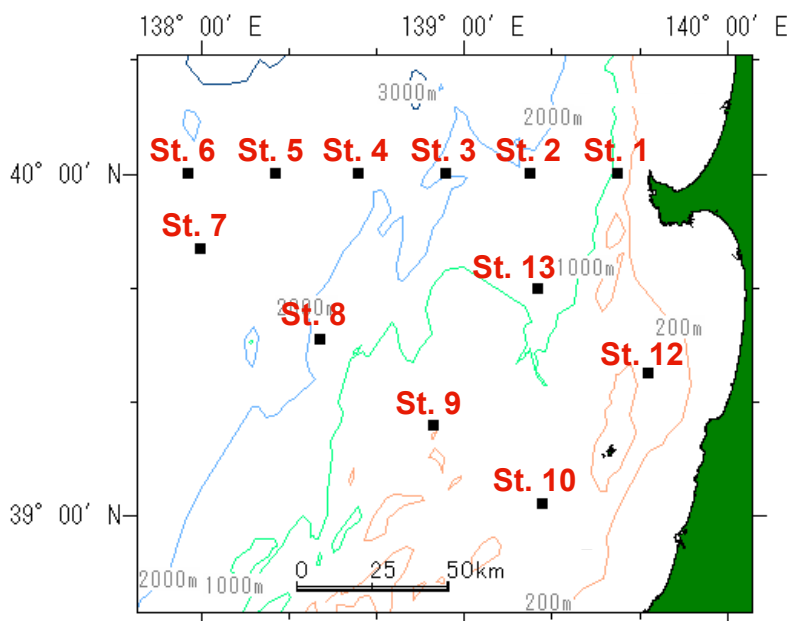 138° 00′ E 139° 00′ E 140° 00′ E
3000m
2000m
St. 6 St. 5 St. 4 St. 3 St. 2 St. 1
40° 00′ N
St. 7
St. 13
1000m
2000m
St. 8
200m
St. 12
St. 9
St. 10
39° 00′ N
0 25 50km
2000m
1000m
200m